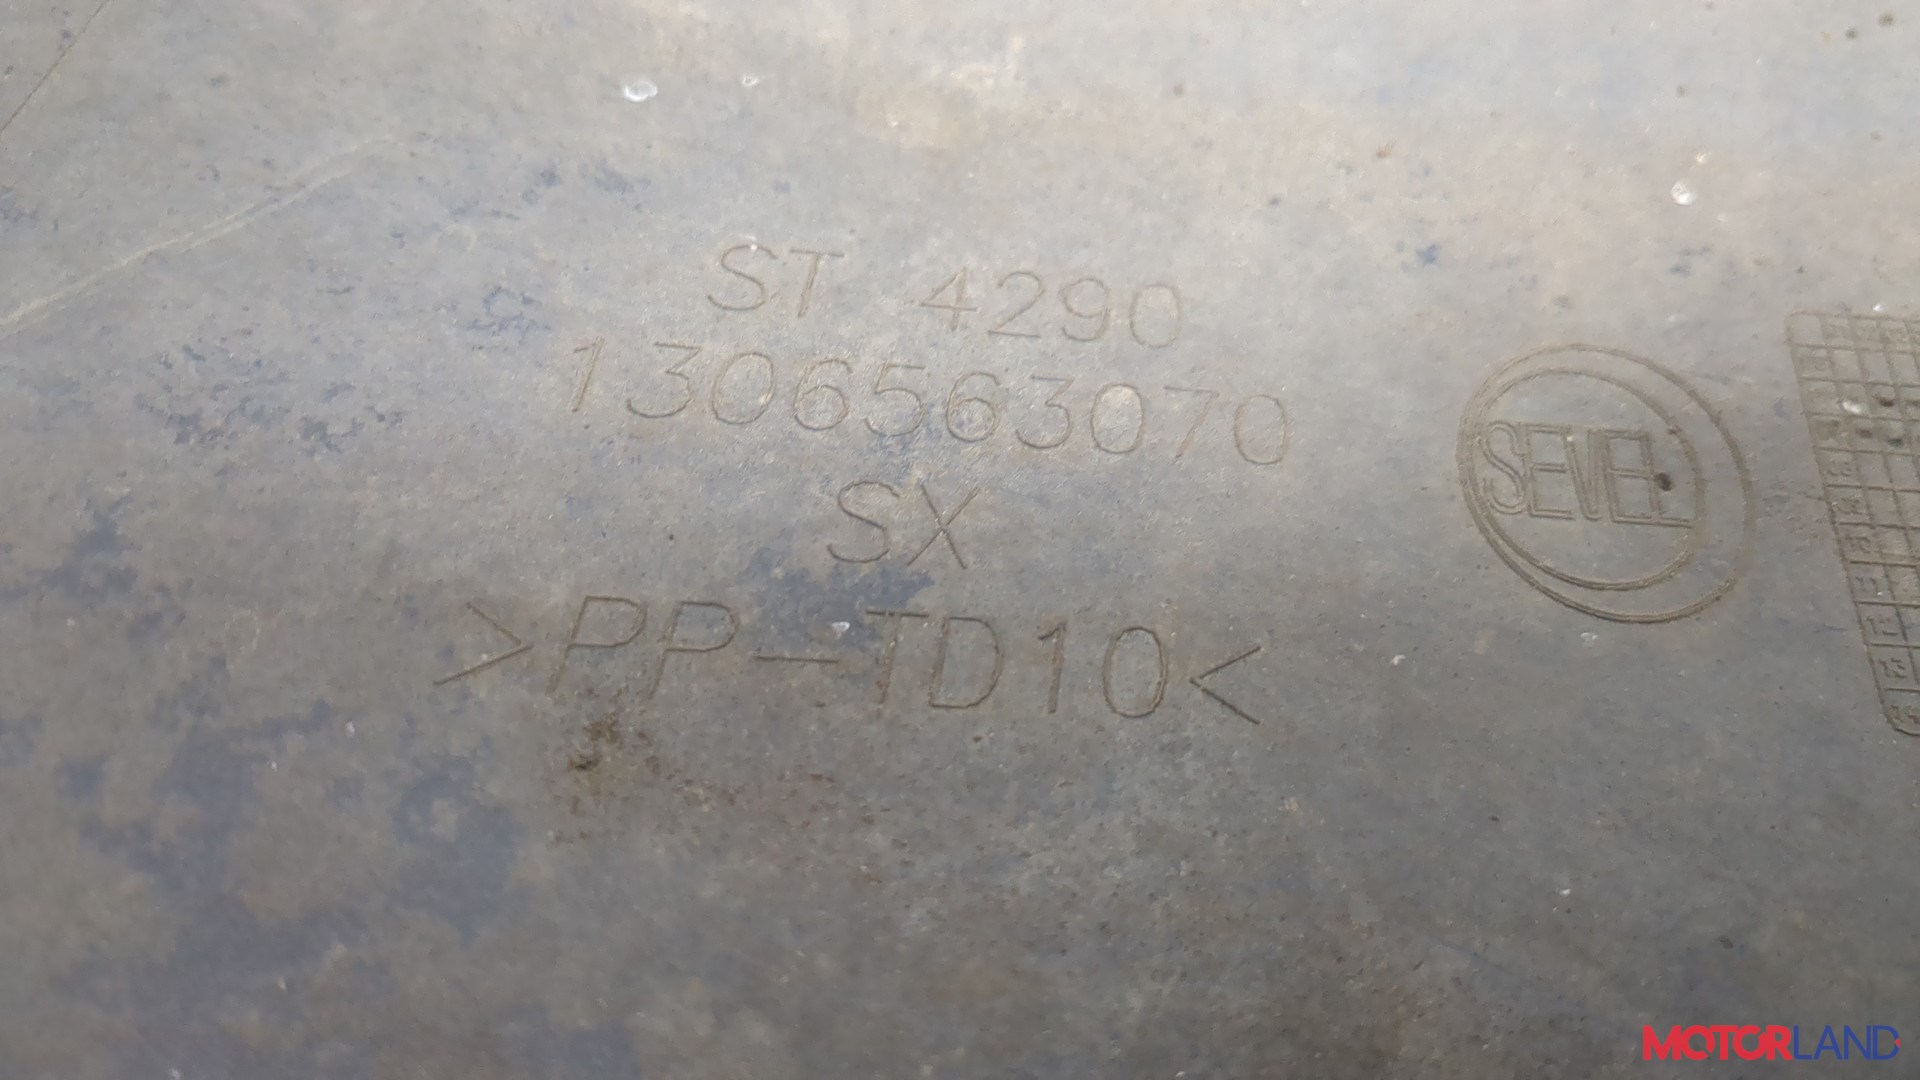 ST 4290
1306563070
SX
>PP-TD10<
SEVEL
MOTORLAND